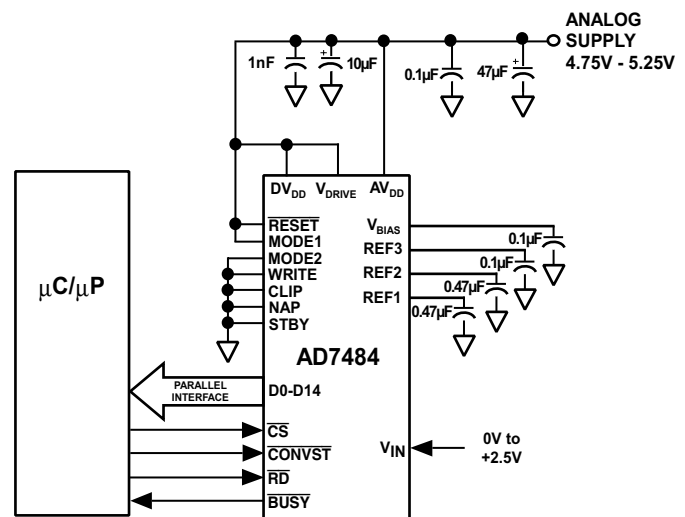 ANALOG
SUPPLY
4.75V - 5.25V
1nF
10µF
0.1µF
47µF
DVDD VDRIVE AVDD
RESET
MODE1
MODE2
WRITE
CLIP
NAP
STBY
VBIAS
REF3
REF2
REF1
0.1µF
0.1µF
0.47µF
0.47µF
µC/µP
AD7484
PARALLEL
INTERFACE
D0-D14
CS
CONVST
RD
BUSY
VIN
0V to
+2.5V